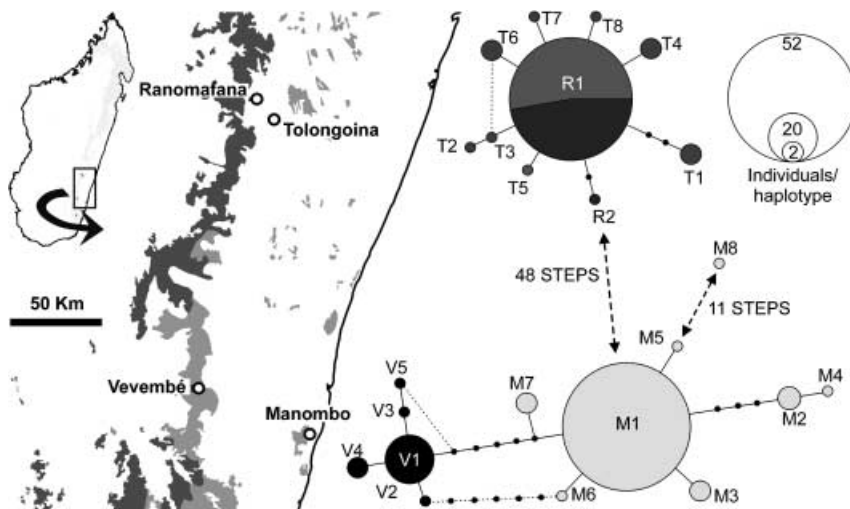 Ranomafana
Tolongoina
50 Km
Vevembé
Manombo
T7
T8
T6
T4
R1
T2
T3
T5
T1
R2
52
20
2
Individuals/
haplotype
48 STEPS
M8
11 STEPS
M5
V5
V3
V4
V1
V2
M7
M1
M4
M2
M6
M3